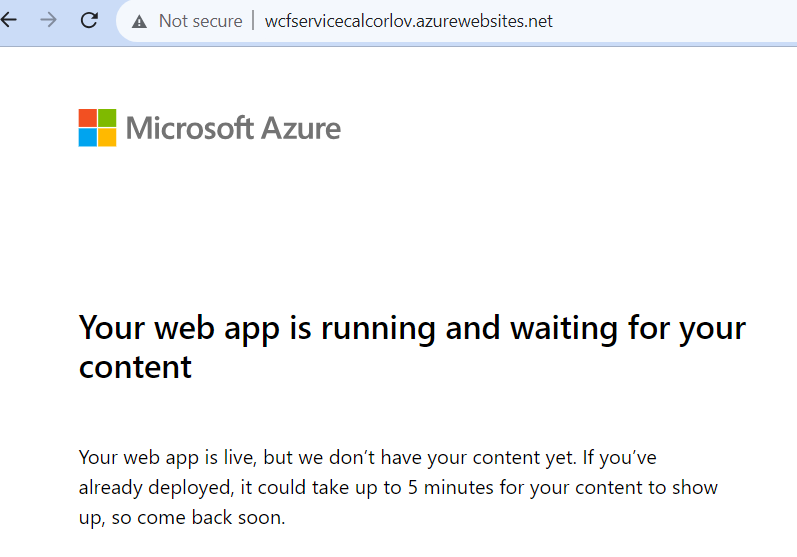 Not secure | wcfservicecalcorlov.azurewebsites.net
Microsoft Azure
Your web app is running and waiting for your
content
Your web app is live, but we don’t have your content yet. If you’ve
already deployed, it could take up to 5 minutes for your content to show
up, so come back soon.